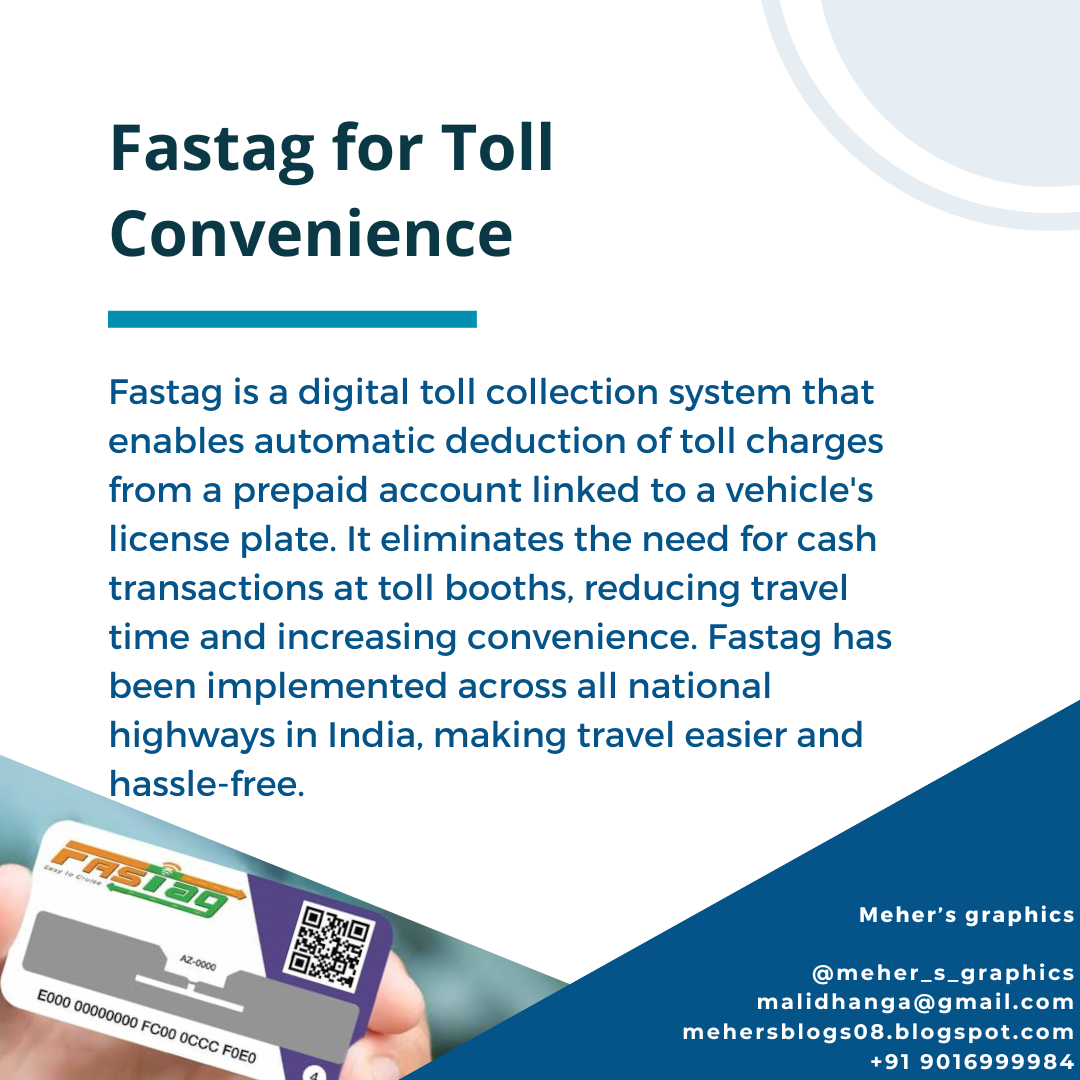 Fastag for Toll
Convenience
Fastag is a digital toll collection system that
enables automatic deduction of toll charges
from a prepaid account linked to a vehicle's
license plate. It eliminates the need for cash
transactions at toll booths, reducing travel
time and increasing convenience. Fastag has
been implemented across all national
highways in India, making travel easier and
hassle-free.
FASTag
Easy to Cruise
AZ-0000
E000 00000000 FC00 0CCC F0E0
4
Meher’s graphics
@meher_s_graphics
malidhanga@gmail.com
mehersblogs08.blogspot.com
+91 9016999984